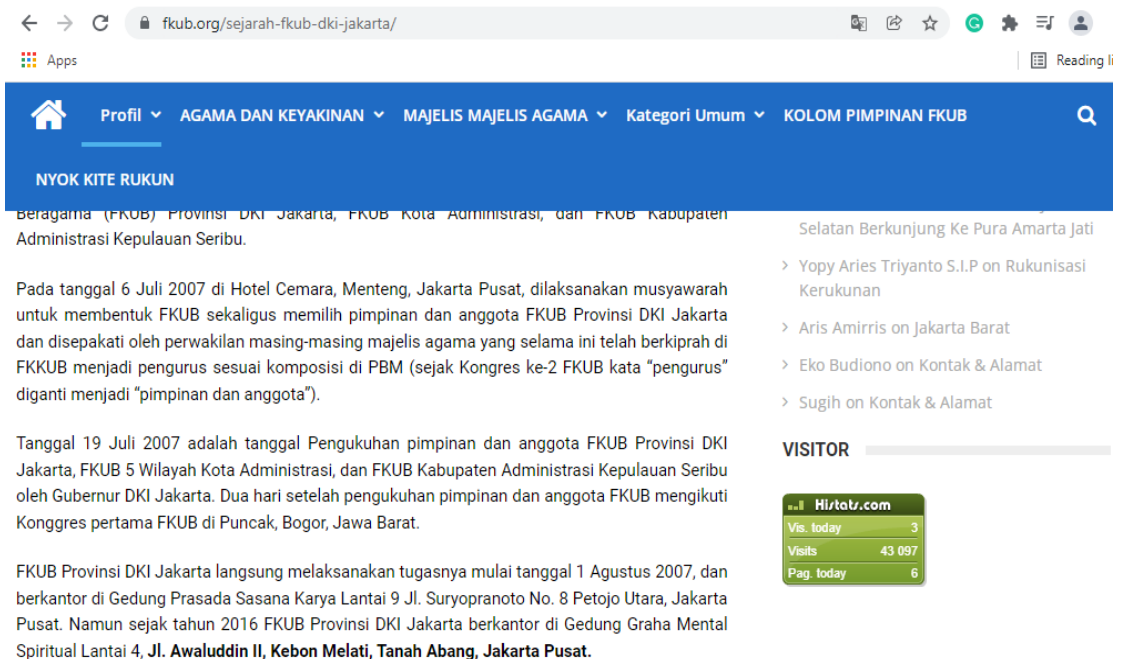 fkub.org/sejarah-fkub-dki-jakarta/
Apps
Reading li
Profil AGAMA DAN KEYAKINAN MAJELIS MAJELIS AGAMA Kategori Umum KOLOM PIMPINAN FKUB
NYOK KITE RUKUN
Beragama (FKUB) Provinsi DKI Jakarta, FKUB Kota Administrasi, dan FKUB Kabupaten
Administrasi Kepulauan Seribu.
Pada tanggal 6 Juli 2007 di Hotel Cemara, Menteng, Jakarta Pusat, dilaksanakan musyawarah
untuk membentuk FKUB sekaligus memilih pimpinan dan anggota FKUB Provinsi DKI Jakarta
dan disepakati oleh perwakilan masing-masing majelis agama yang selama ini telah berkiprah di
FKKUB menjadi pengurus sesuai komposisi di PBM (sejak Kongres ke-2 FKUB kata “pengurus”
diganti menjadi “pimpinan dan anggota”).
Tanggal 19 Juli 2007 adalah tanggal Pengukuhan pimpinan dan anggota FKUB Provinsi DKI
Jakarta, FKUB 5 Wilayah Kota Administrasi, dan FKUB Kabupaten Administrasi Kepulauan Seribu
oleh Gubernur DKI Jakarta. Dua hari setelah pengukuhan pimpinan dan anggota FKUB mengikuti
Konggres pertama FKUB di Puncak, Bogor, Jawa Barat.
FKUB Provinsi DKI Jakarta langsung melaksanakan tugasnya mulai tanggal 1 Agustus 2007, dan
berkantor di Gedung Prasada Sasana Karya Lantai 9 Jl. Suryopranoto No. 8 Petojo Utara, Jakarta
Pusat. Namun sejak tahun 2016 FKUB Provinsi DKI Jakarta berkantor di Gedung Graha Mental
Spiritual Lantai 4, Jl. Awaluddin II, Kebon Melati, Tanah Abang, Jakarta Pusat.
Selatan Berkunjung Ke Pura Amarta Jati
Yopy Aries Triyanto S.I.P on Rukunisasi
Kerukunan
Aris Amirris on Jakarta Barat
Eko Budiono on Kontak & Alamat
Sugih on Kontak & Alamat
VISITOR
Histats.com
Vis. today 3
Visits 43 097
Pag. today 6